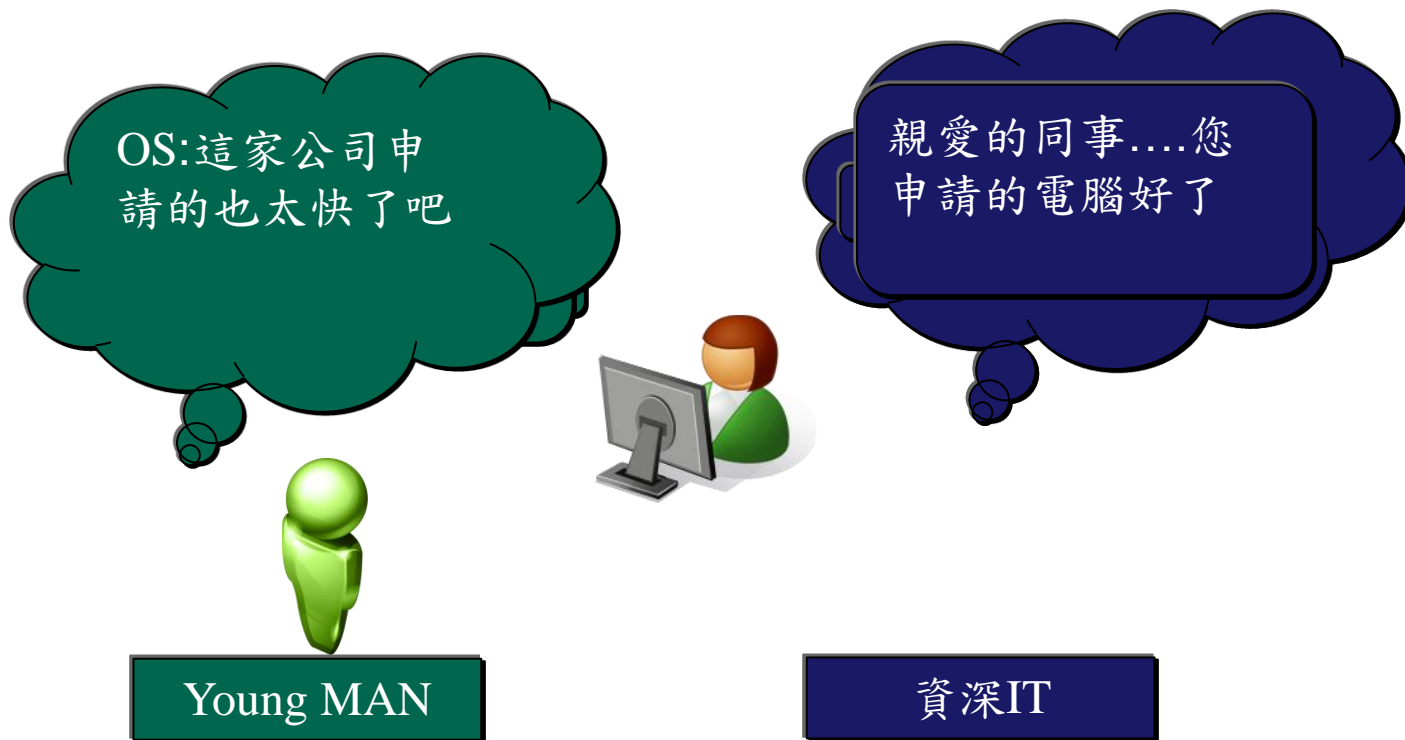 OS:這家公司申
請的也太快了吧
親愛的同事....您
申請的電腦好了
Young MAN
資深IT